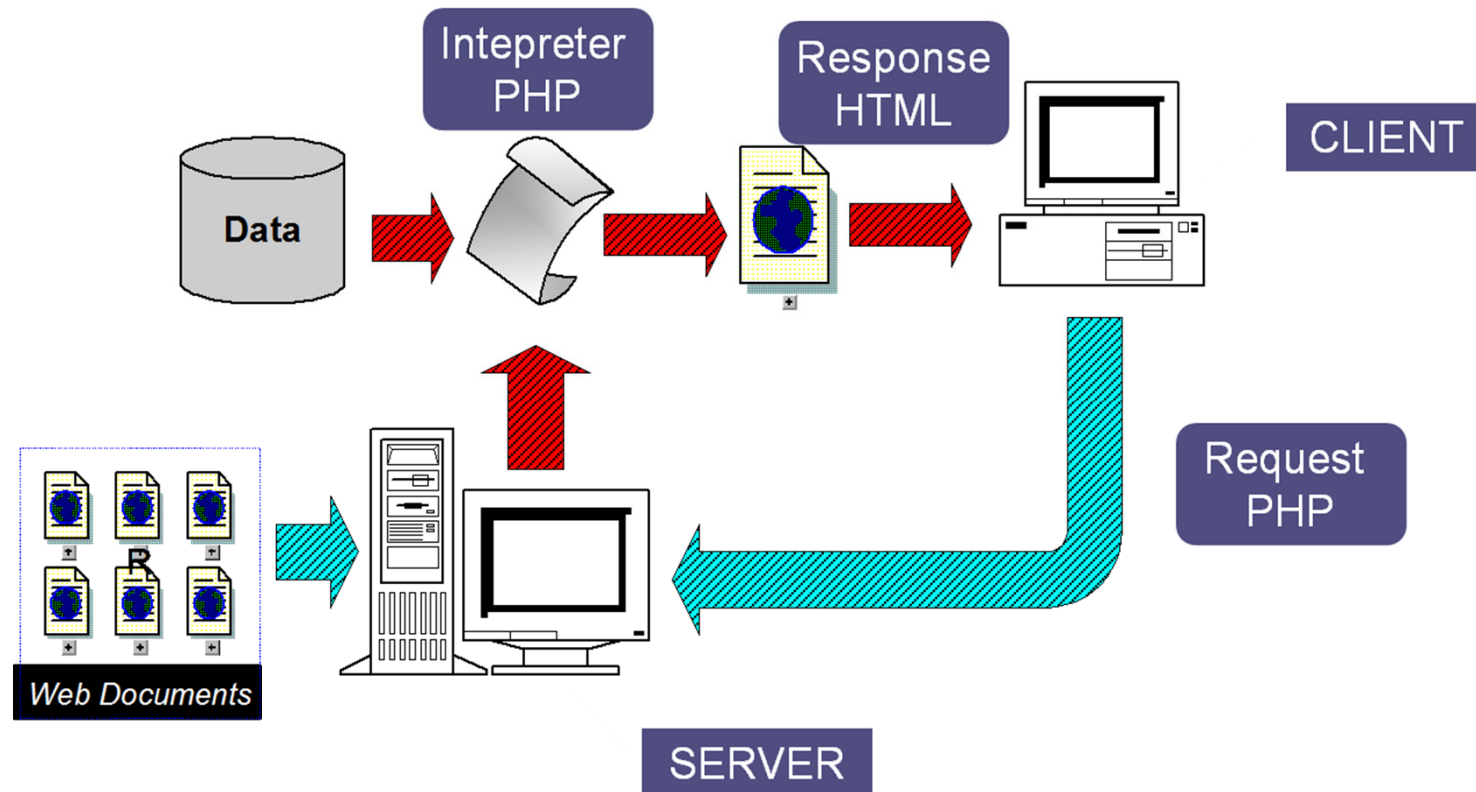 Intepreter
PHP
Response
HTML
CLIENT
Data
Request
PHP
R
Web Documents
SERVER